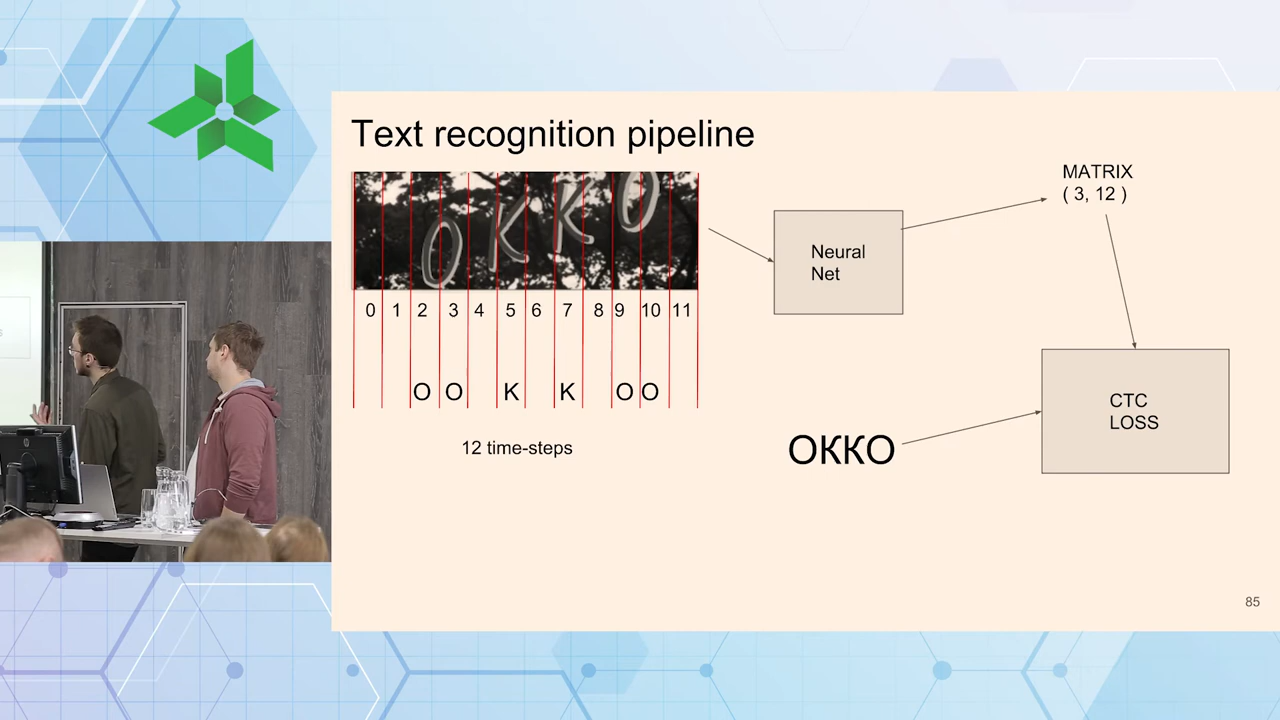 Text recognition pipeline
OKKO
0 1 2 3 4 5 6 7 8 9 10 11
O O K K O O
12 time-steps
Neural
Net
MATRIX
( 3, 12 )
OKKO
CTC
LOSS
85